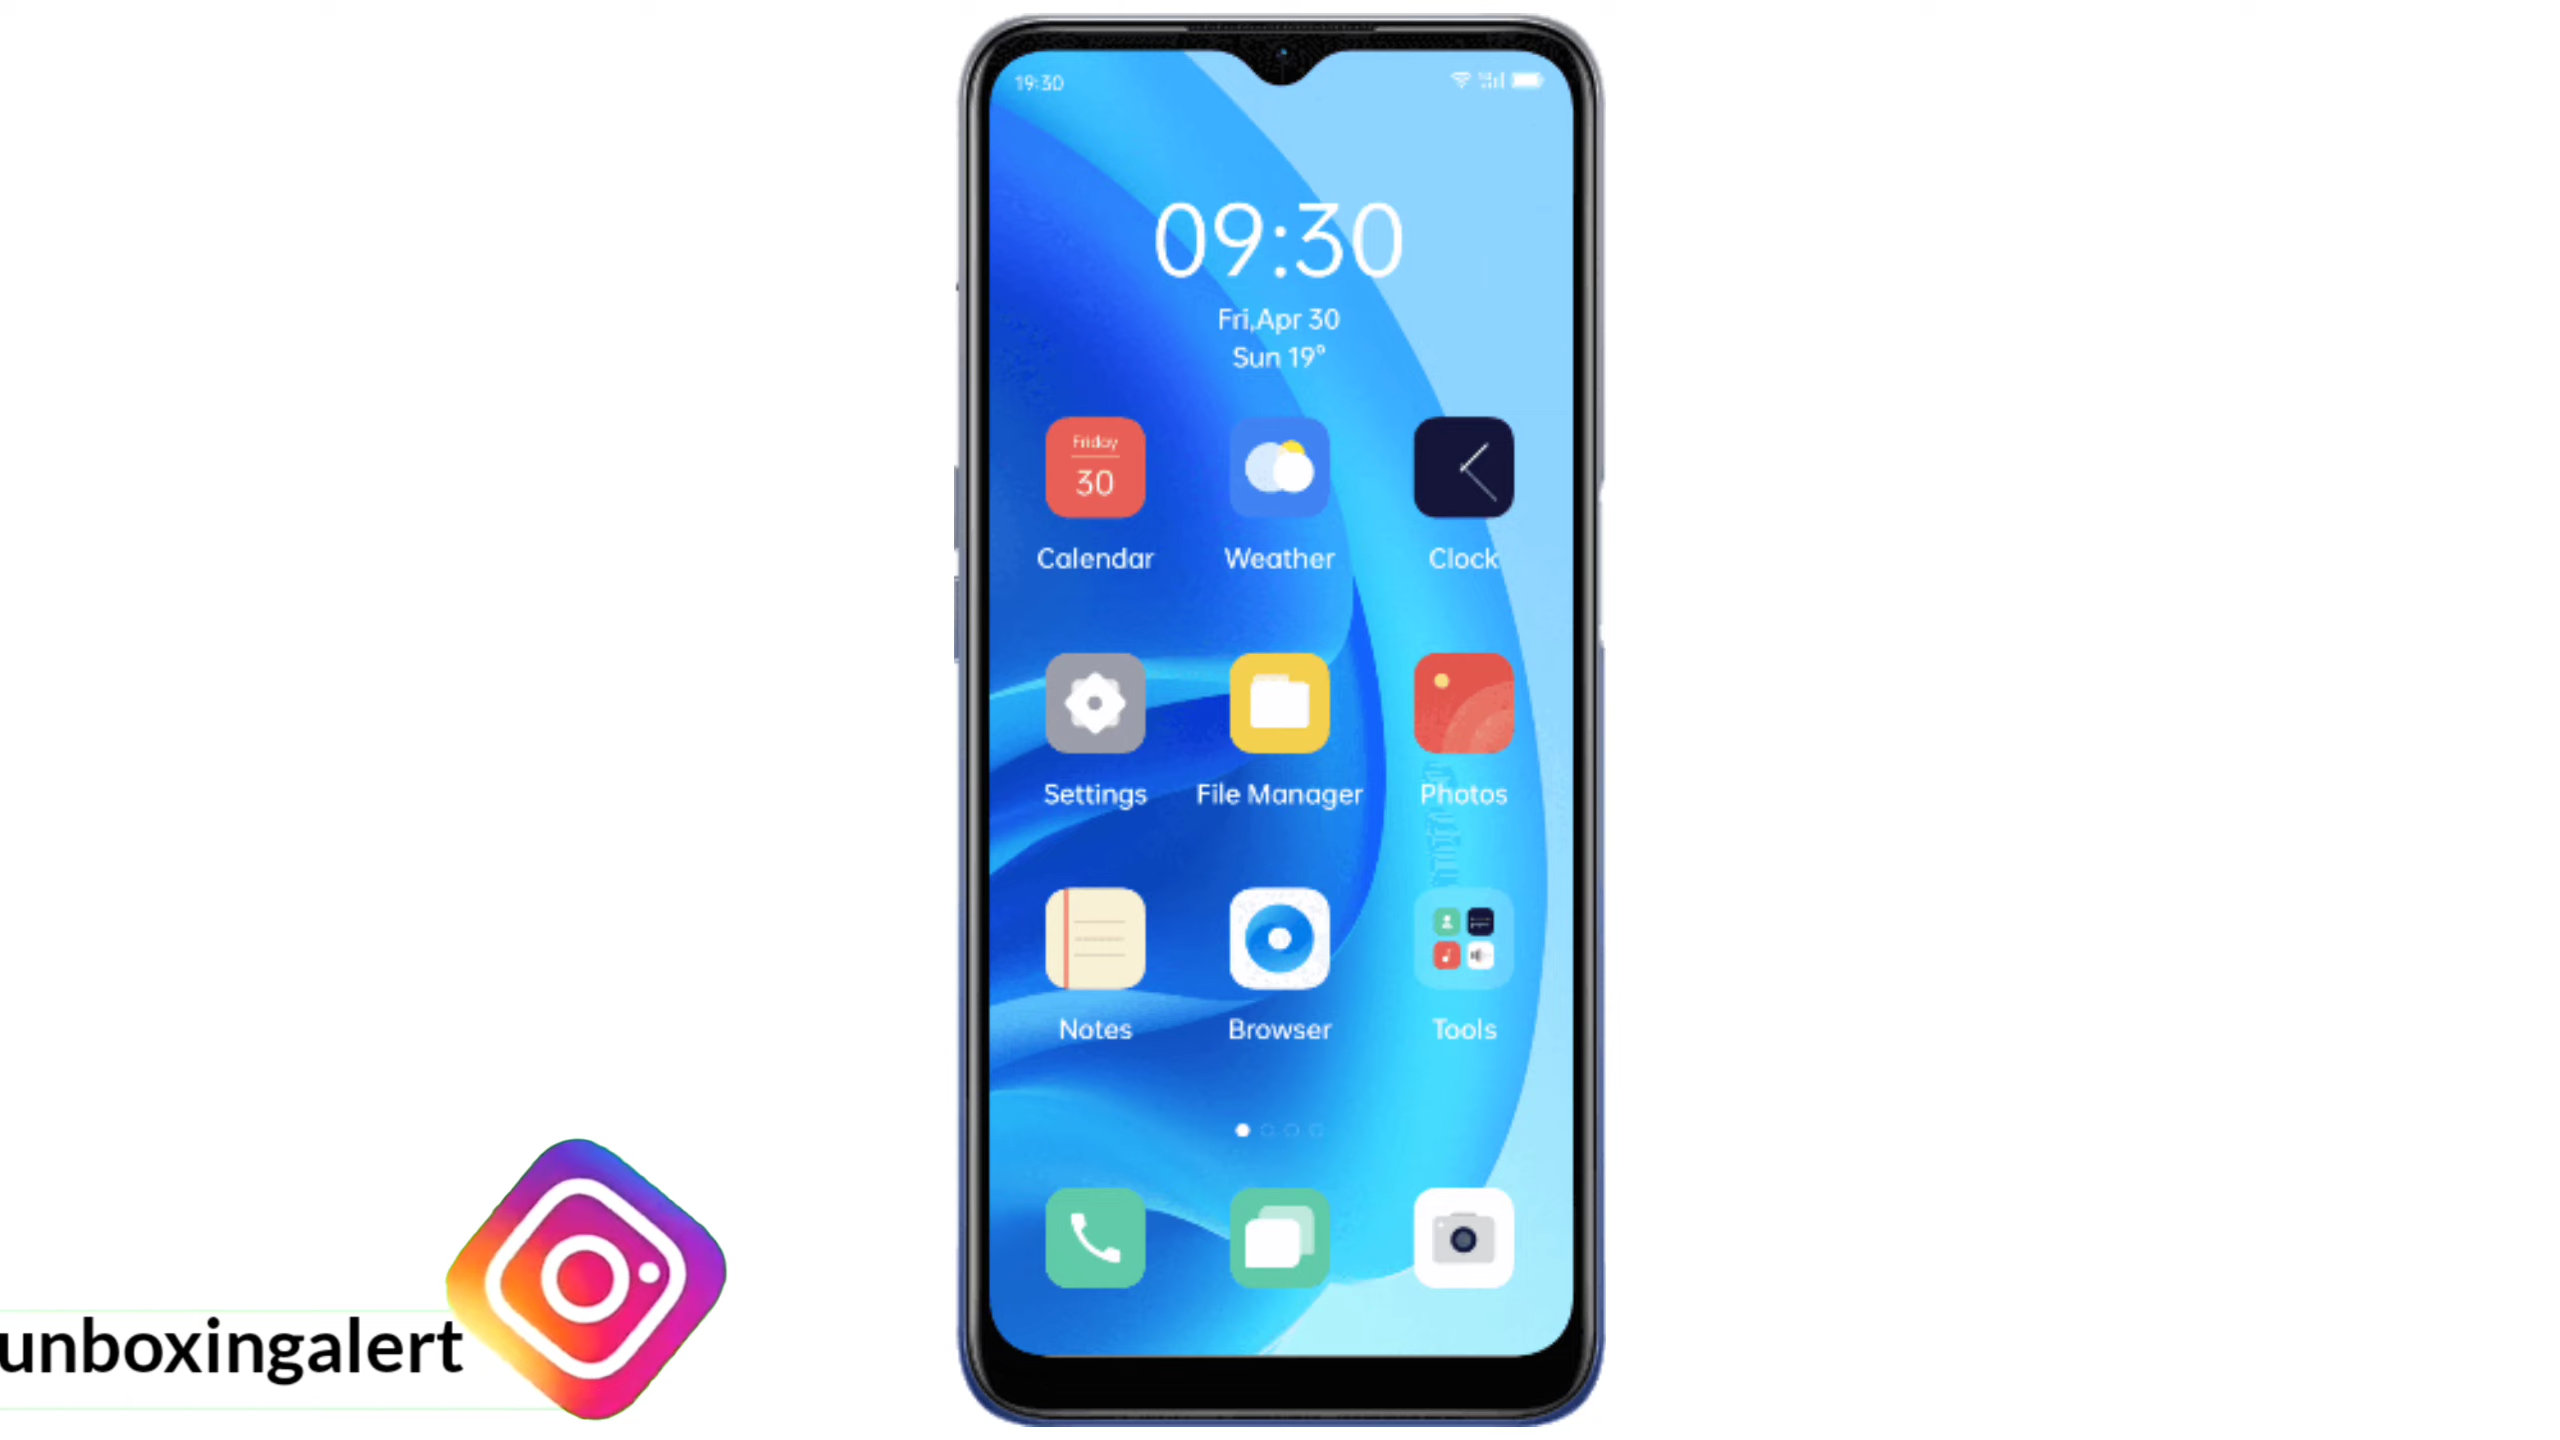 19:30
09:30
Fri,Apr 30
Sun 19°
Friday
30
Calendar
Weather
Clock
Settings
File Manager
Photos
Notes
Browser
Tools
unboxingalert